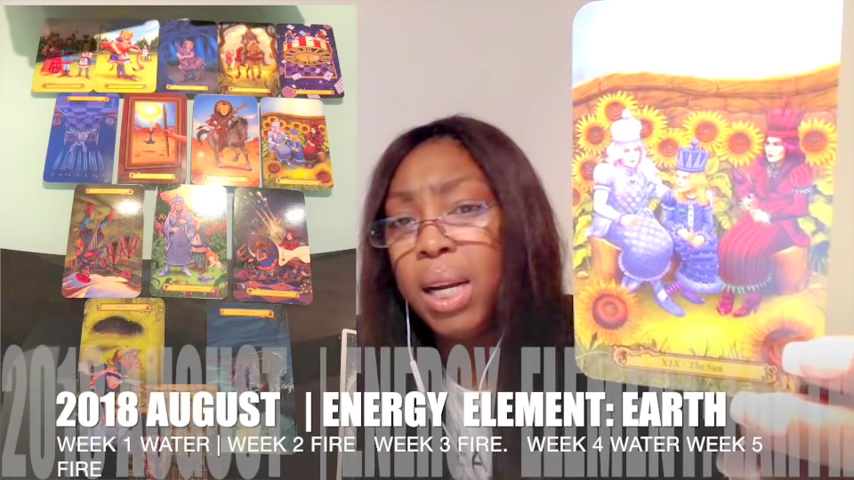 XIX - The Sun
2018 AUGUST | ENERGY ELEMENT: EARTH
WEEK 1 WATER | WEEK 2 FIRE WEEK 3 FIRE. WEEK 4 WATER WEEK 5
FIRE